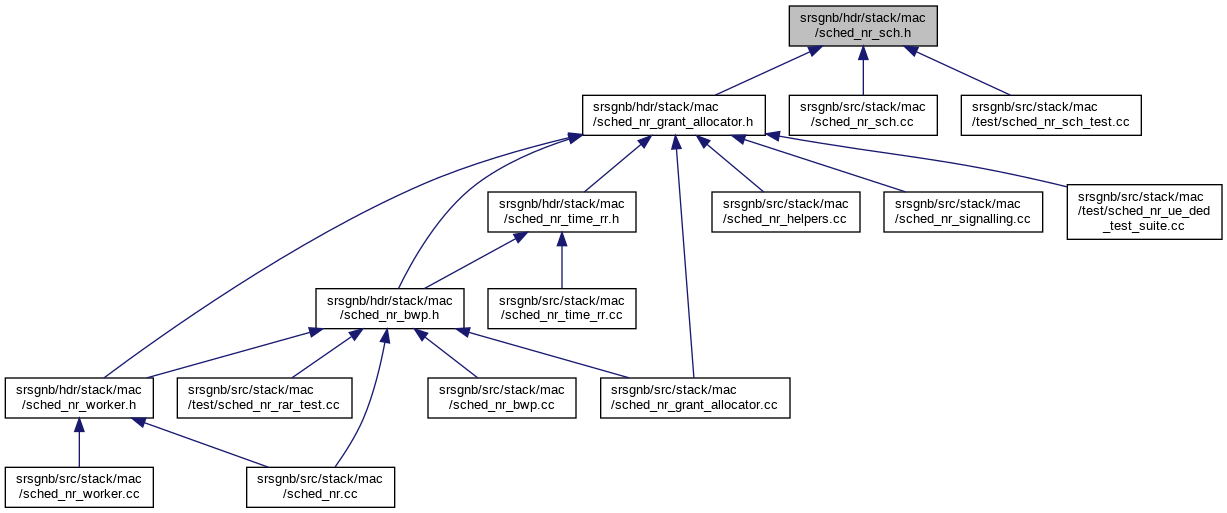 srsgnb/hdr/stack/mac
/sched_nr_sch.h
srsgnb/hdr/stack/mac
/sched_nr_grant_allocator.h
srsgnb/src/stack/mac
/sched_nr_sch.cc
srsgnb/src/stack/mac
/test/sched_nr_sch_test.cc
srsgnb/hdr/stack/mac
/sched_nr_time_rr.h
srsgnb/src/stack/mac
/sched_nr_helpers.cc
srsgnb/src/stack/mac
/sched_nr_signalling.cc
srsgnb/src/stack/mac
/test/sched_nr_ue_ded
_test_suite.cc
srsgnb/hdr/stack/mac
/sched_nr_bwp.h
srsgnb/src/stack/mac
/sched_nr_time_rr.cc
srsgnb/hdr/stack/mac
/sched_nr_worker.h
srsgnb/src/stack/mac
/test/sched_nr_rar_test.cc
srsgnb/src/stack/mac
/sched_nr_bwp.cc
srsgnb/src/stack/mac
/sched_nr_grant_allocator.cc
srsgnb/src/stack/mac
/sched_nr_worker.cc
srsgnb/src/stack/mac
/sched_nr.cc